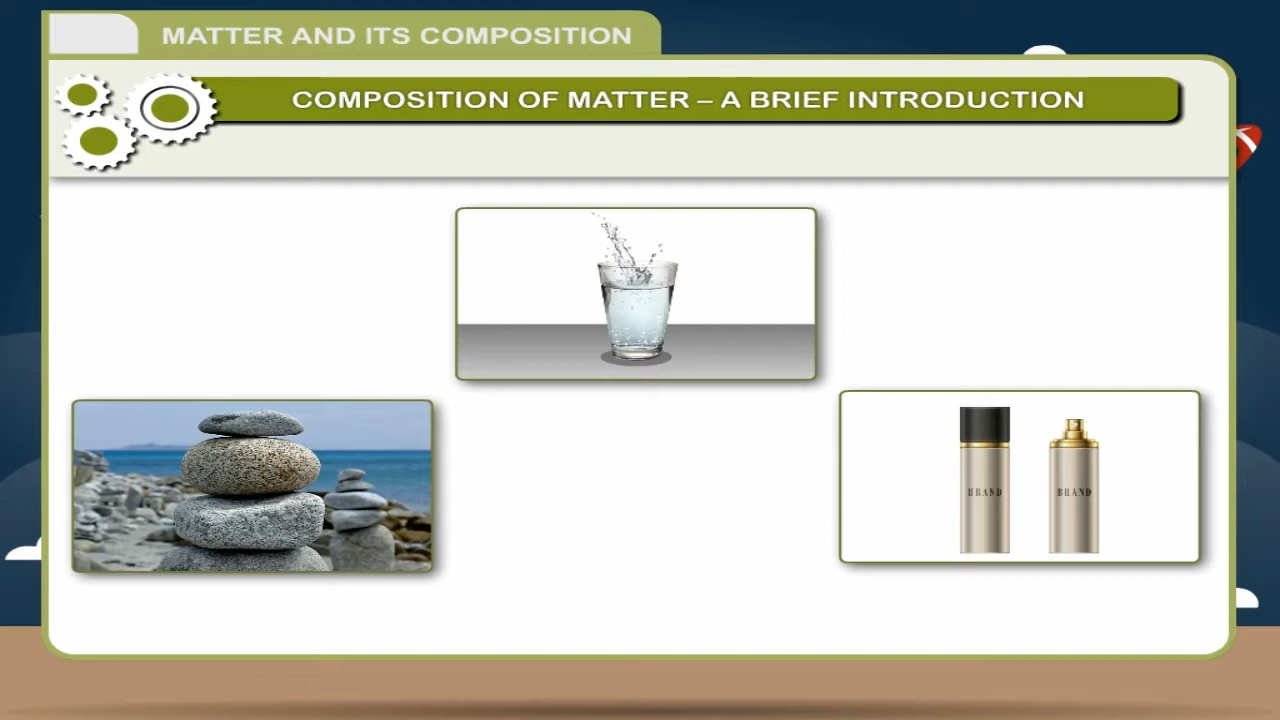 MATTER AND ITS COMPOSITION
COMPOSITION OF MATTER – A BRIEF INTRODUCTION
BRAND
BRAND